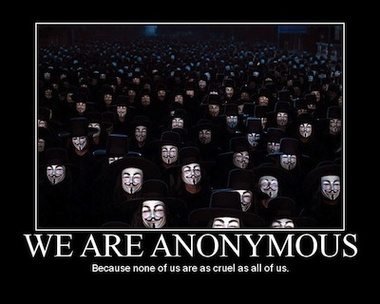 WE ARE ANONYMOUS
Because none of us are as cruel as all of us.